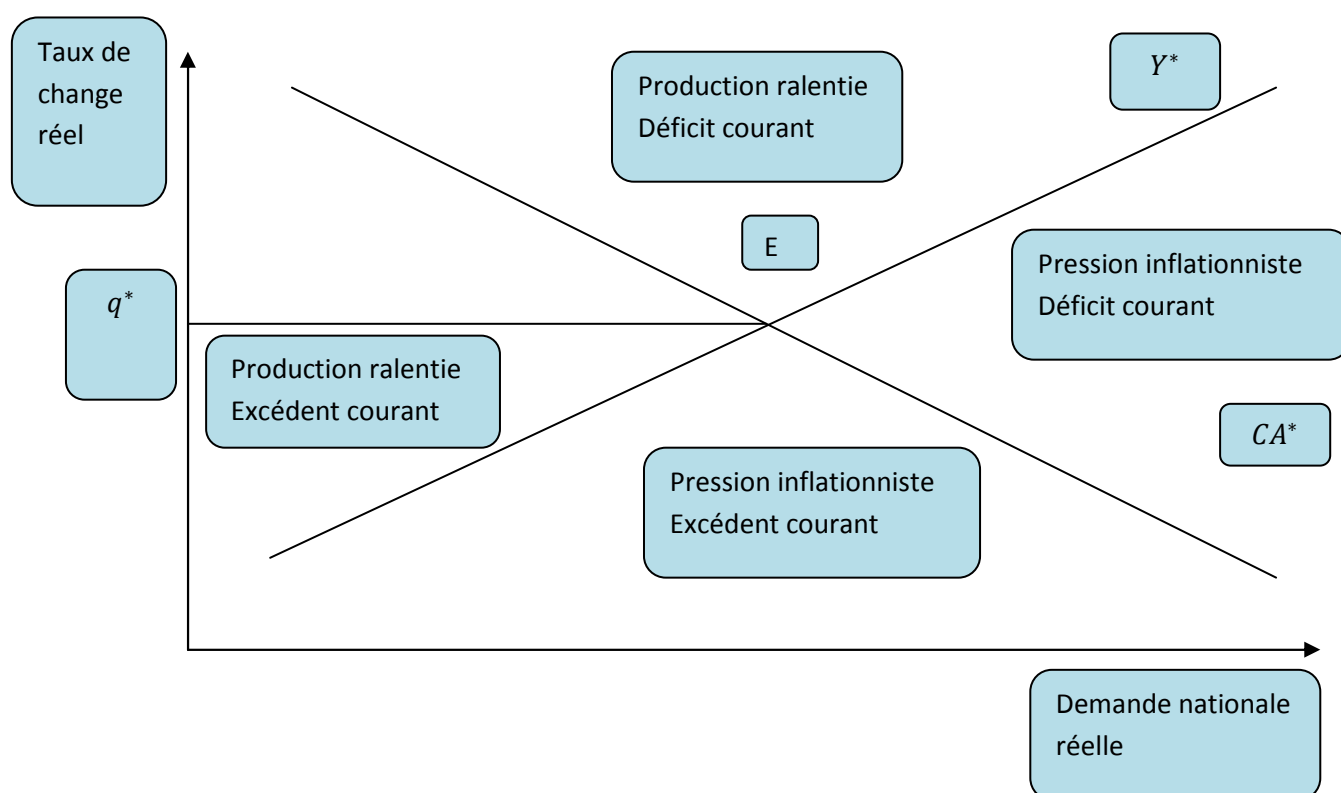 Taux de
change
réel
Production ralentie
Déficit courant
Y*
E
Pression inflationniste
Déficit courant
q*
Production ralentie
Excédent courant
CA*
Pression inflationniste
Excédent courant
Demande nationale
réelle